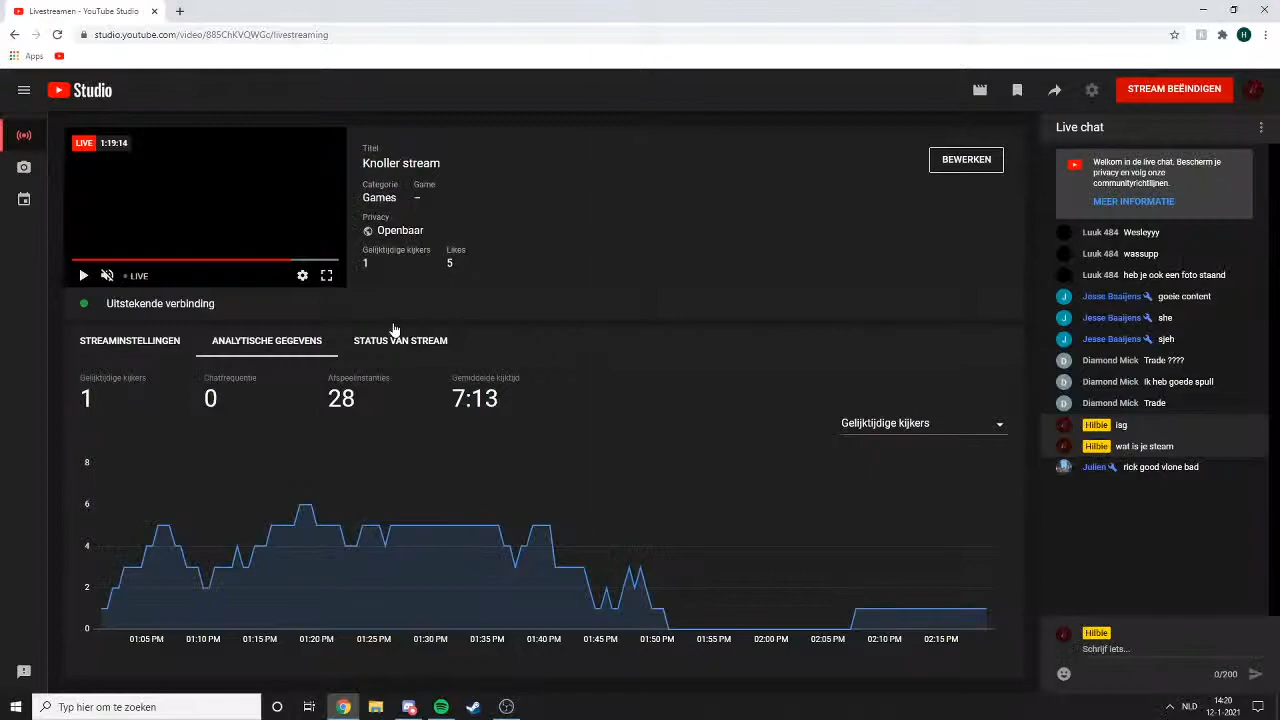 Livestreamen - YouTube Studio
studio.youtube.com/video/885ChKVQWGc/livestreaming
H
Apps
Studio
STREAM BEËINDIGEN
LIVE 1:19:14
LIVE
Titel
Knoller stream
Categorie Game
Games –
Privacy
Openbaar
Gelijktijdige kijkers Likes
1 5
BEWERKEN
Uitstekende verbinding
STREAMINSTELLINGEN ANALYTISCHE GEGEVENS STATUS VAN STREAM
Gelijktijdige kijkers Chatfrequentie Afspeelinstanties Gemiddelde kijktijd
1 0 28 7:13
Gelijktijdige kijkers
8
6
4
2
0
01:05 PM 01:10 PM 01:15 PM 01:20 PM 01:25 PM 01:30 PM 01:35 PM 01:40 PM 01:45 PM 01:50 PM 01:55 PM 02:00 PM 02:05 PM 02:10 PM 02:15 PM
Live chat
Welkom in de live chat. Bescherm je
privacy en volg onze
communityrichtlijnen.
MEER INFORMATIE
Luuk 484 Wesleyyy
Luuk 484 wassupp
Luuk 484 heb je ook een foto staand
J Jesse Baaijens goeie content
J Jesse Baaijens she
J Jesse Baaijens sjeh
D Diamond Mick Trade ????
D Diamond Mick Ik heb goede spull
D Diamond Mick Trade
Hilbie isg
Hilbie wat is je steam
Julien rick good vlone bad
Hilbie
Schrijf iets...
0/200
Typ hier om te zoeken
NLD
14:20
12-1-2021